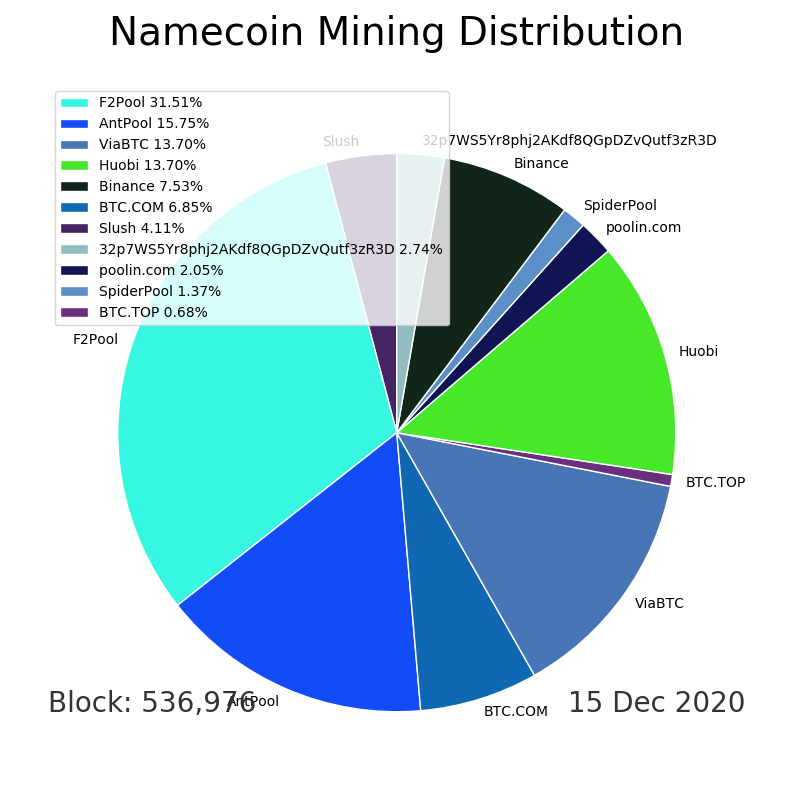 Namecoin Mining Distribution
F2Pool 31.51%
AntPool 15.75%
ViaBTC 13.70%
Huobi 13.70%
Binance 7.53%
BTC.COM 6.85%
Slush 4.11%
32p7WS5Yr8phj2AKdf8QGpDZvQutf3zR3D 2.74%
poolin.com 2.05%
SpiderPool 1.37%
BTC.TOP 0.68%
Slush
32p7WS5Yr8phj2AKdf8QGpDZvQutf3zR3D
Binance
SpiderPool
poolin.com
F2Pool
Huobi
BTC.TOP
ViaBTC
AntPool
BTC.COM
Block: 536,976
15 Dec 2020